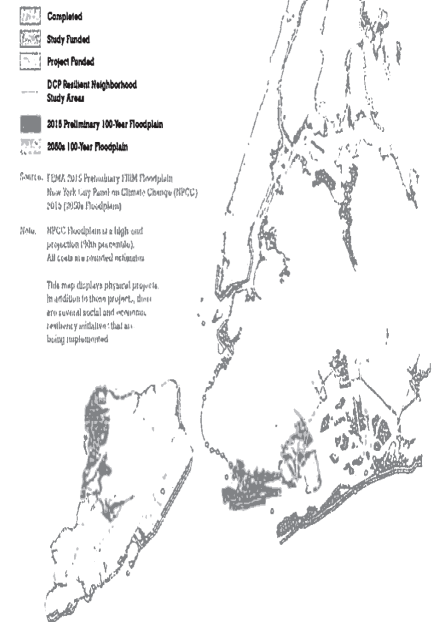 Completed
Study Funded
Project Funded
DCP Resilient Neighborhood
Study Areas
2015 Preliminary 100-Year Floodplain
2050s 100-Year Floodplain
Source. FEMA 2015 Preliminary FIRM Floodplain
New York City Panel on Climate Change (NPCC)
2015 (2050s Floodplain)
Note. NPCC Floodplain is a high end
projection (90th percentile).
All costs are rounded estimates
This map displays physical projects.
In addition to these projects, there
are several social and economic
resiliency initiatives that are
being implemented